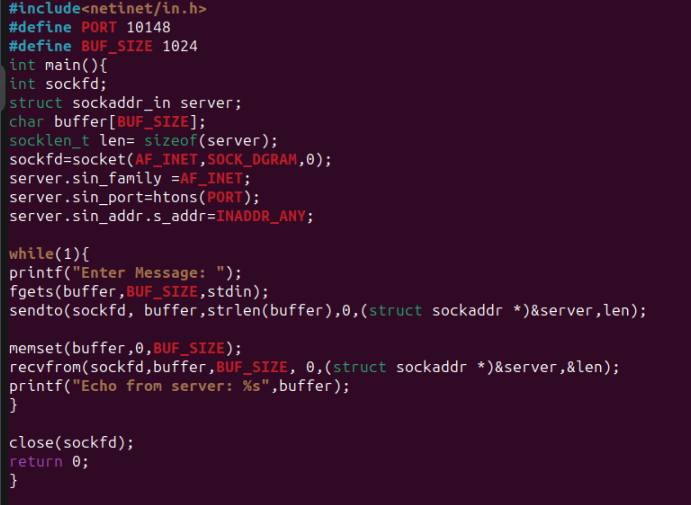 #include<netinet/in.h>
#define PORT 10148
#define BUF_SIZE 1024
int main(){
int sockfd;
struct sockaddr_in server;
char buffer[BUF_SIZE];
socklen_t len= sizeof(server);
sockfd=socket(AF_INET,SOCK_DGRAM,0);
server.sin_family =AF_INET;
server.sin_port=htons(PORT);
server.sin_addr.s_addr=INADDR_ANY;

while(1){
printf("Enter Message: ");
fgets(buffer,BUF_SIZE,stdin);
sendto(sockfd, buffer,strlen(buffer),0,(struct sockaddr *)&server,len);

memset(buffer,0,BUF_SIZE);
recvfrom(sockfd,buffer,BUF_SIZE, 0,(struct sockaddr *)&server,&len);
printf("Echo from server: %s",buffer);
}

close(sockfd);
return 0;
}